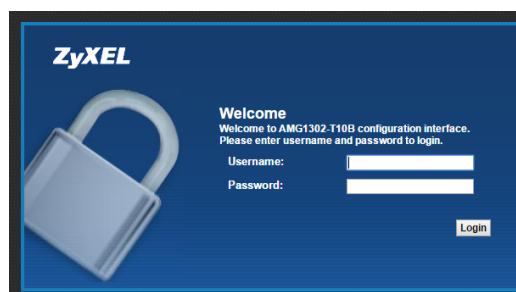 ZyXEL
Welcome
Welcome to AMG1302-T10B configuration interface.
Please enter username and password to login.
Username:
Password:
Login